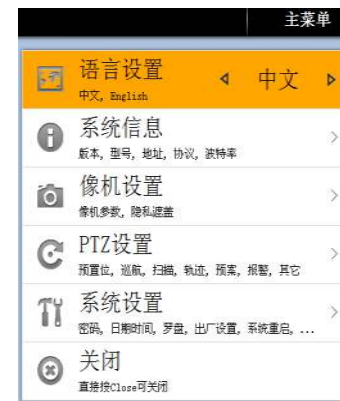 主菜单
语言设置 中文
中文, English
系统信息
版本, 型号, 地址, 协议, 波特率
像机设置
像机参数, 隐私遮盖
PTZ设置
预置位, 巡航, 扫描, 轨迹, 预案, 报警, 其它
系统设置
密码, 日期时间, 罗盘, 出厂设置, 系统重启, ...
关闭
直接按Close可关闭